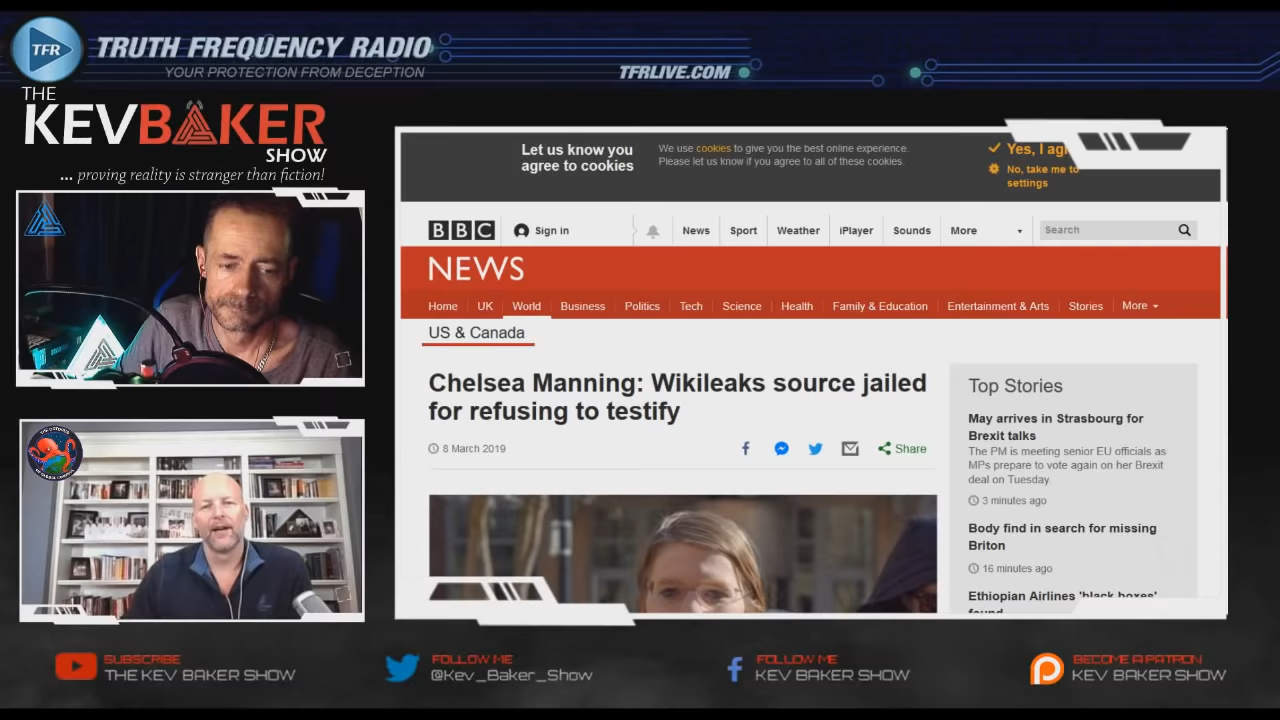 TFR
TRUTH FREQUENCY RADIO
YOUR PROTECTION FROM DECEPTION
TFRLIVE.COM
THE
KEVBAKER
SHOW
... proving reality is stranger than fiction!
Let us know you
agree to cookies
We use cookies to give you the best online experience.
Please let us know if you agree to all of these cookies.
Yes, I
No, take me to
settings
BBC
Sign in
News
Sport
Weather
iPlayer
Sounds
More
Search
NEWS
Home
UK
World
Business
Politics
Tech
Science
Health
Family & Education
Entertainment & Arts
Stories
More
US & Canada
Chelsea Manning: Wikileaks source jailed
for refusing to testify
8 March 2019
Share
Top Stories
May arrives in Strasbourg for
Brexit talks
The PM is meeting senior EU officials as
MPs prepare to vote again on her Brexit
deal on Tuesday.
3 minutes ago
Body find in search for missing
Briton
16 minutes ago
Ethiopian Airlines 'black boxes'
found
SUBSCRIBE
THE KEV BAKER SHOW
FOLLOW ME
@Kev_Baker_Show
FOLLOW ME
KEV BAKER SHOW
BECOME A PATRON
KEV BAKER SHOW